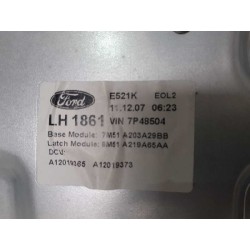 Ford
E521K EOL2
11.12.07 06:23
LH 1861 VIN 7P49504
Base Module: 7M51 A203A29BB
Latch Module: 8M51 A219A65AA
DCU:
A12019365 A12019373